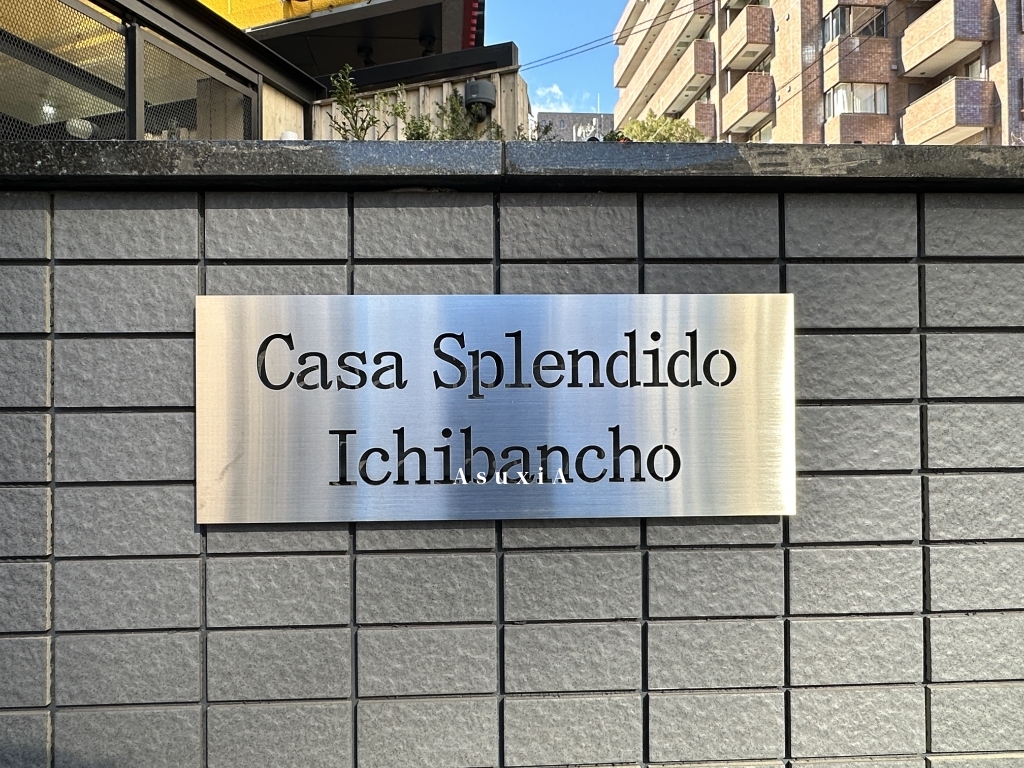 Casa Splendido
Ichibancho
AsuxiA